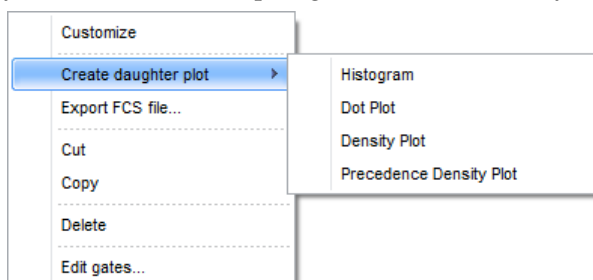 Customize
Create daughter plot
Export FCS file...
Cut
Copy
Delete
Edit gates...
Histogram
Dot Plot
Density Plot
Precedence Density Plot